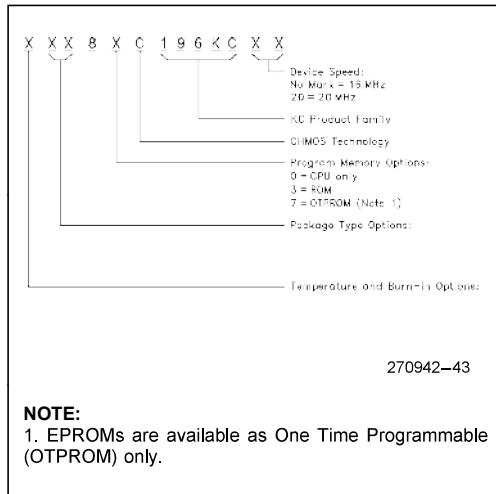 X XX 8 X C 196KC XX
Device Speed:
No Mark = 16 MHz
20 = 20 MHz
KC Product Family
CHMOS Technology
Program Memory Options:
0 = CPU only
3 = ROM
7 = OTPROM (Note 1)
Package Type Options:
Temperature and Burn-in Options:
270942-43
NOTE:
1. EPROMs are available as One Time Programmable
(OTPROM) only.